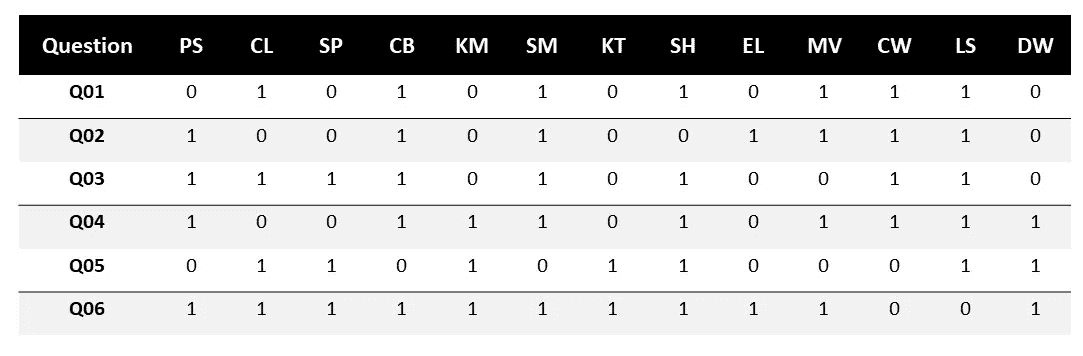 Question PS CL SP CB KM SM KT SH EL MV CW LS DW
Q01 0 1 0 1 0 1 0 1 0 1 1 1 0
Q02 1 0 0 1 0 1 0 0 1 1 1 1 0
Q03 1 1 1 1 0 1 0 1 0 0 1 1 0
Q04 1 0 0 1 1 1 0 1 0 1 1 1 1
Q05 0 1 1 0 1 0 1 1 0 0 0 1 1
Q06 1 1 1 1 1 1 1 1 1 1 0 0 1